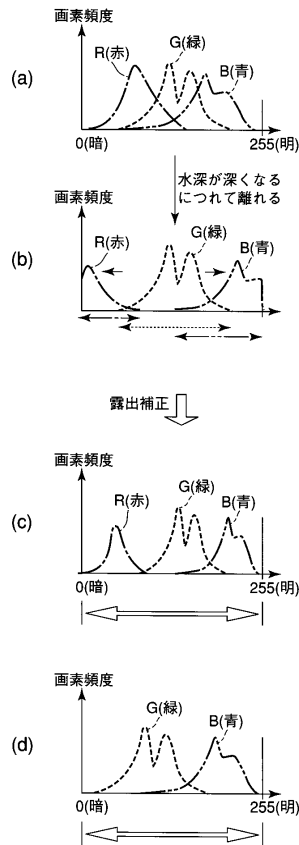 画素頻度
R(赤)
G(緑)
B(青)
(a)
0(暗)
255(明)
水深が深くなる
につれて離れる
画素頻度
(b)
R(赤)
G(緑)
B(青)
露出補正
画素頻度
(c)
R(赤)
G(緑)
B(青)
0(暗)
255(明)
画素頻度
(d)
G(緑)
B(青)
0(暗)
255(明)